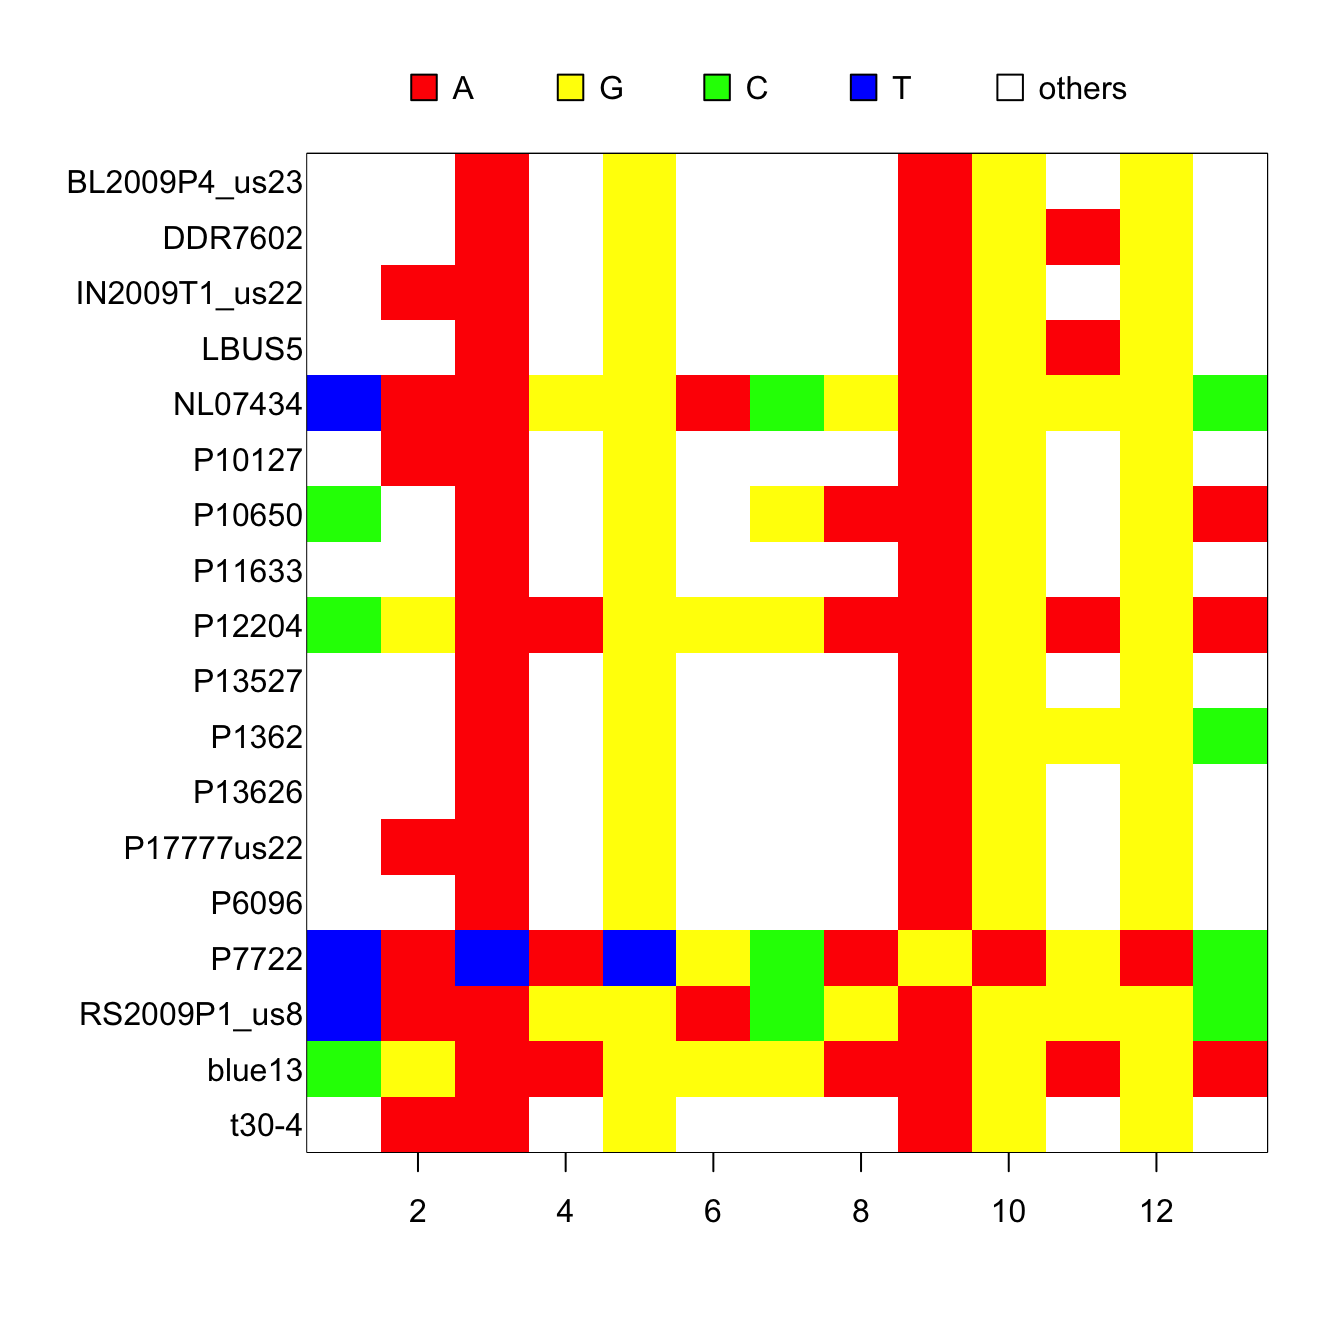 A G C T others
BL2009P4_us23
DDR7602
IN2009T1_us22
LBUS5
NL07434
P10127
P10650
P11633
P12204
P13527
P1362
P13626
P17777us22
P6096
P7722
RS2009P1_us8
blue13
t30-4
2 4 6 8 10 12